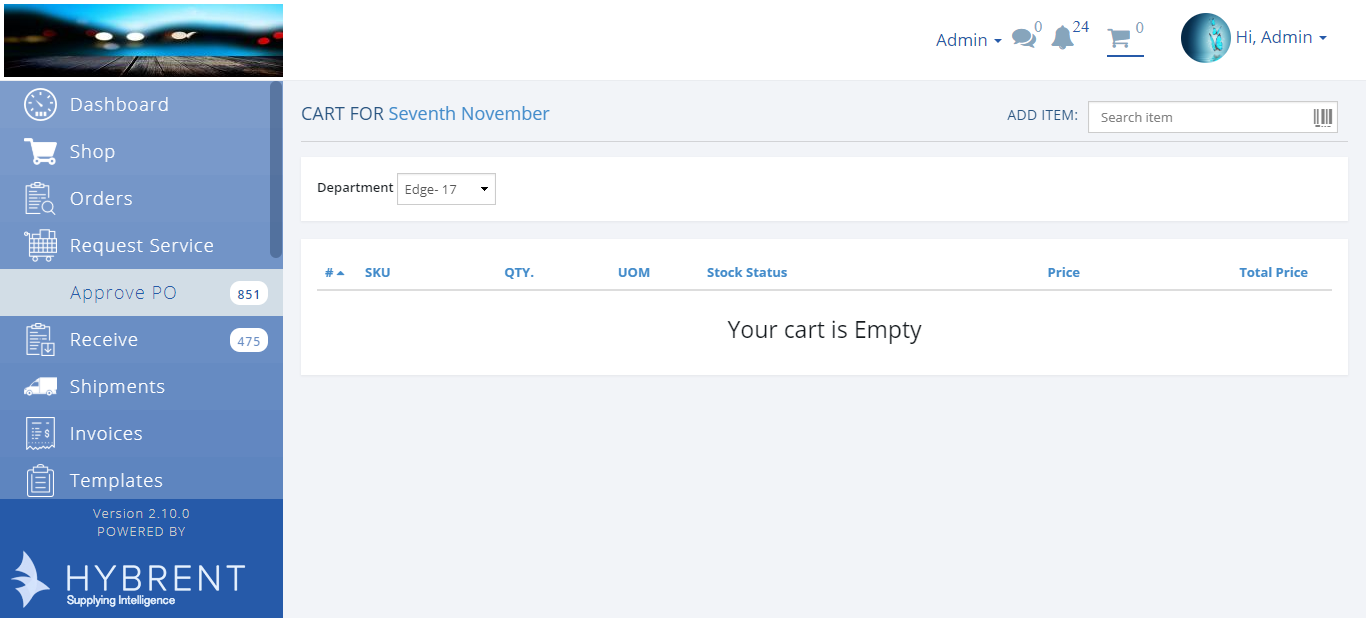 Admin 0 24 0 Hi, Admin
Dashboard
Shop
Orders
Request Service
Approve PO 851
Receive 475
Shipments
Invoices
Templates
Version 2.10.0
POWERED BY
HYBRENT
Supplying Intelligence
CART FOR Seventh November
ADD ITEM: Search item
Department Edge- 17
# SKU QTY. UOM Stock Status Price Total Price
Your cart is Empty